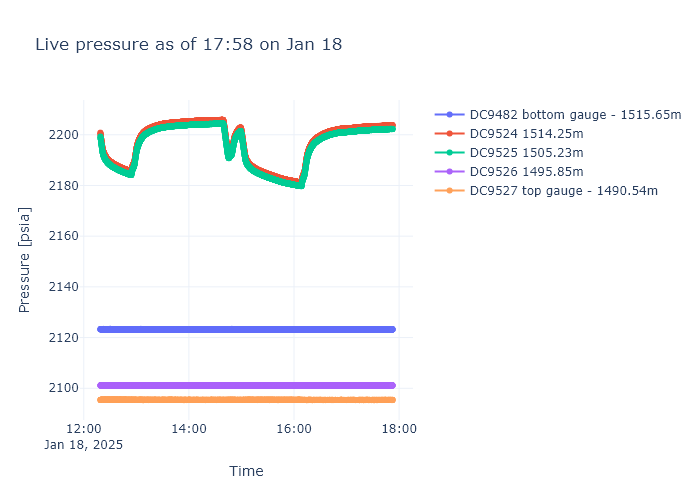 Live pressure as of 17:58 on Jan 18
DC9482 bottom gauge - 1515.65m
DC9524 1514.25m
DC9525 1505.23m
DC9526 1495.85m
DC9527 top gauge - 1490.54m
Pressure [psia]
2200
2180
2160
2140
2120
2100
12:00
14:00
16:00
18:00
Jan 18, 2025
Time